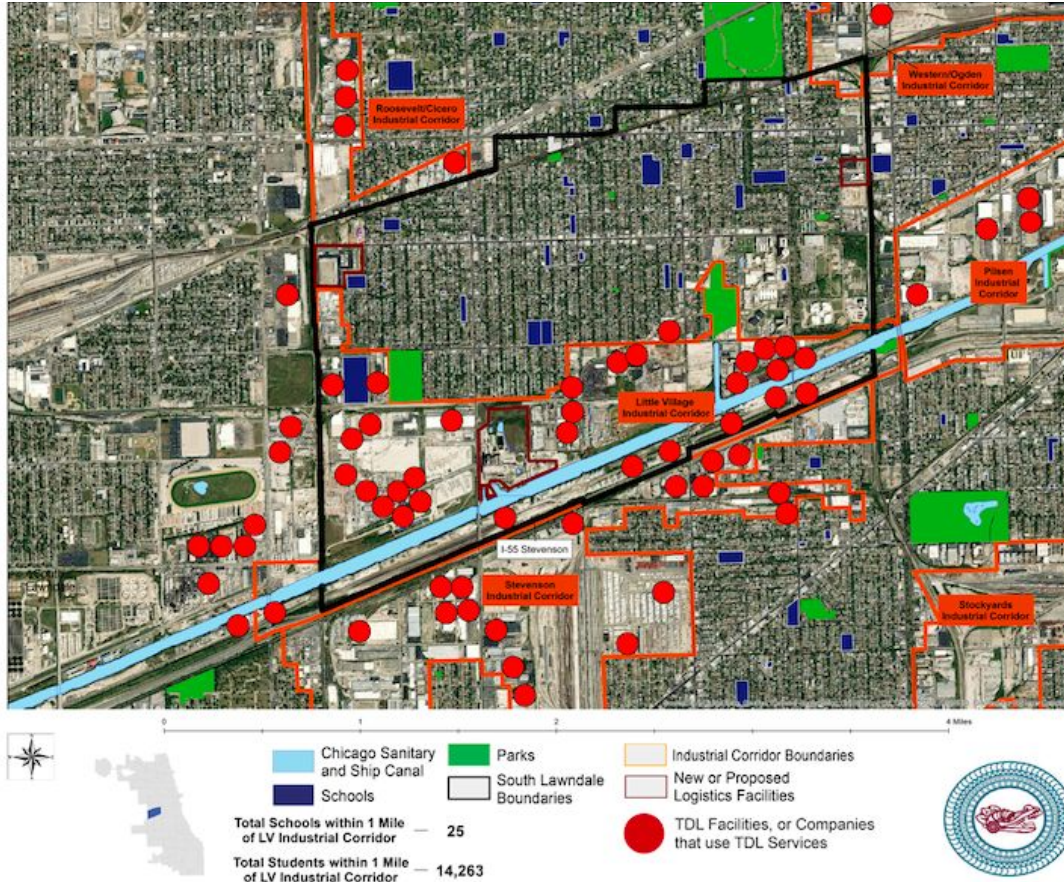 Western/Ogden
Industrial Corridor
Roosevelt/Cicero
Industrial Corridor
Pilsen
Industrial
Corridor
Little Village
Industrial Corridor
I-55 Stevenson
Stevenson
Industrial Corridor
Stockyards
Industrial Corridor
0
1
2
4 Miles
Chicago Sanitary
and Ship Canal
Schools
Parks
South Lawndale
Boundaries
Industrial Corridor Boundaries
New or Proposed
Logistics Facilities
TDL Facilities, or Companies
that use TDL Services
Total Schools within 1 Mile
of LV Industrial Corridor — 25
Total Students within 1 Mile
of LV Industrial Corridor — 14,263